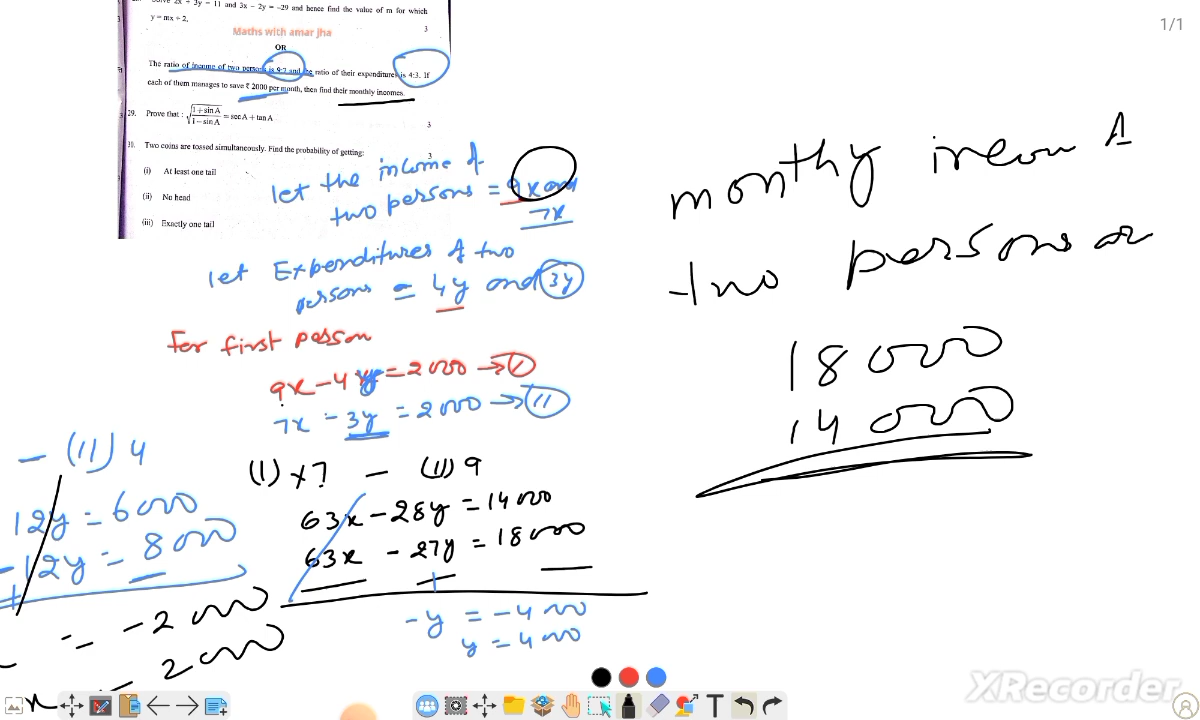 1/1
2x + 3y = 11 and 3x − 2y = −29 and hence find the value of m for which
y = mx + 2.
3
Maths with amar Jha
OR
The ratio of income of two persons is 9:7 and the ratio of their expenditures is 4:3. If
each of them manages to save ₹ 2000 per month, then find their monthly incomes.
29. Prove that : √(1 + sin A / 1 − sin A) = sec A + tan A
3
30. Two coins are tossed simultaneously. Find the probability of getting:
3
(i) At least one tail
(ii) No head
(iii) Exactly one tail
let the income of
two persons = 9x and
7x
let Expenditures of two
persons = 4y and 3y
for first person
9x − 4y = 2000 → (I)
7x − 3y = 2000 → (II)
(I) × 7 − (II) 9
63x − 28y = 14000
63x − 27y = 18000
− + −
−y = −4000
y = 4000
− (II) 4
12y = 6000
−12y = 8000
+
= −2000
= 2000
x
monthy incom of
two persons are
18000
14000
T
XRecorder